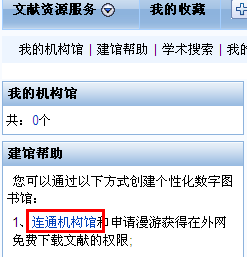 文献资源服务 我的收藏
我的机构馆 | 建馆帮助 | 学术搜索 | 我的
我的机构馆
共：0个
建馆帮助
您可以通过以下方式创建个性化数字图
书馆：
1、连通机构馆和申请漫游获得在外网
免费下载文献的权限;